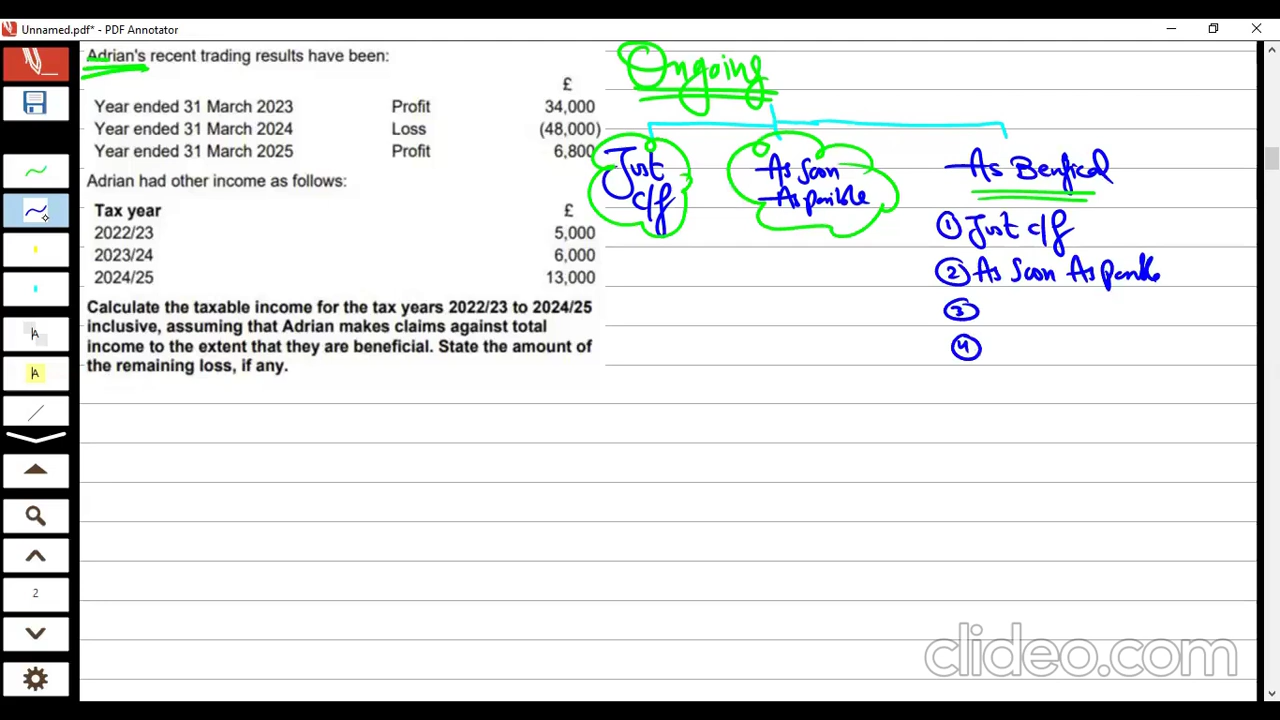 Unnamed.pdf* - PDF Annotator
Adrian's recent trading results have been:
£
Year ended 31 March 2023 Profit 34,000
Year ended 31 March 2024 Loss (48,000)
Year ended 31 March 2025 Profit 6,800
Adrian had other income as follows:
Tax year £
2022/23 5,000
2023/24 6,000
2024/25 13,000
Calculate the taxable income for the tax years 2022/23 to 2024/25
inclusive, assuming that Adrian makes claims against total
income to the extent that they are beneficial. State the amount of
the remaining loss, if any.
Ongoing
Just
c/f
As Soon
As
As
① Just c/f
② As Soon As
③
④
A
A
2
clideo.com